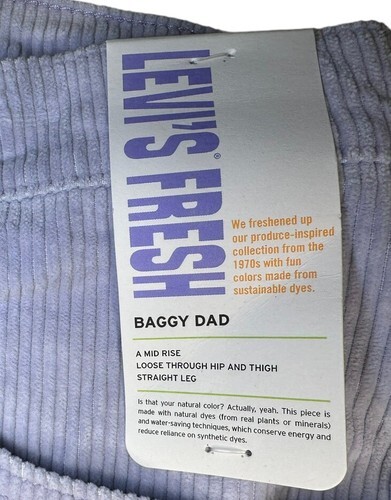 LEVI'S FRESH®
We freshened up
our produce-inspired
collection from the
1970s with fun
colors made from
sustainable dyes.
BAGGY DAD
A MID RISE
LOOSE THROUGH HIP AND THIGH
STRAIGHT LEG
Is that your natural color? Actually, yeah. This piece is
made with natural dyes (from real plants or minerals)
and water-saving techniques, which conserve energy and
reduce reliance on synthetic dyes.